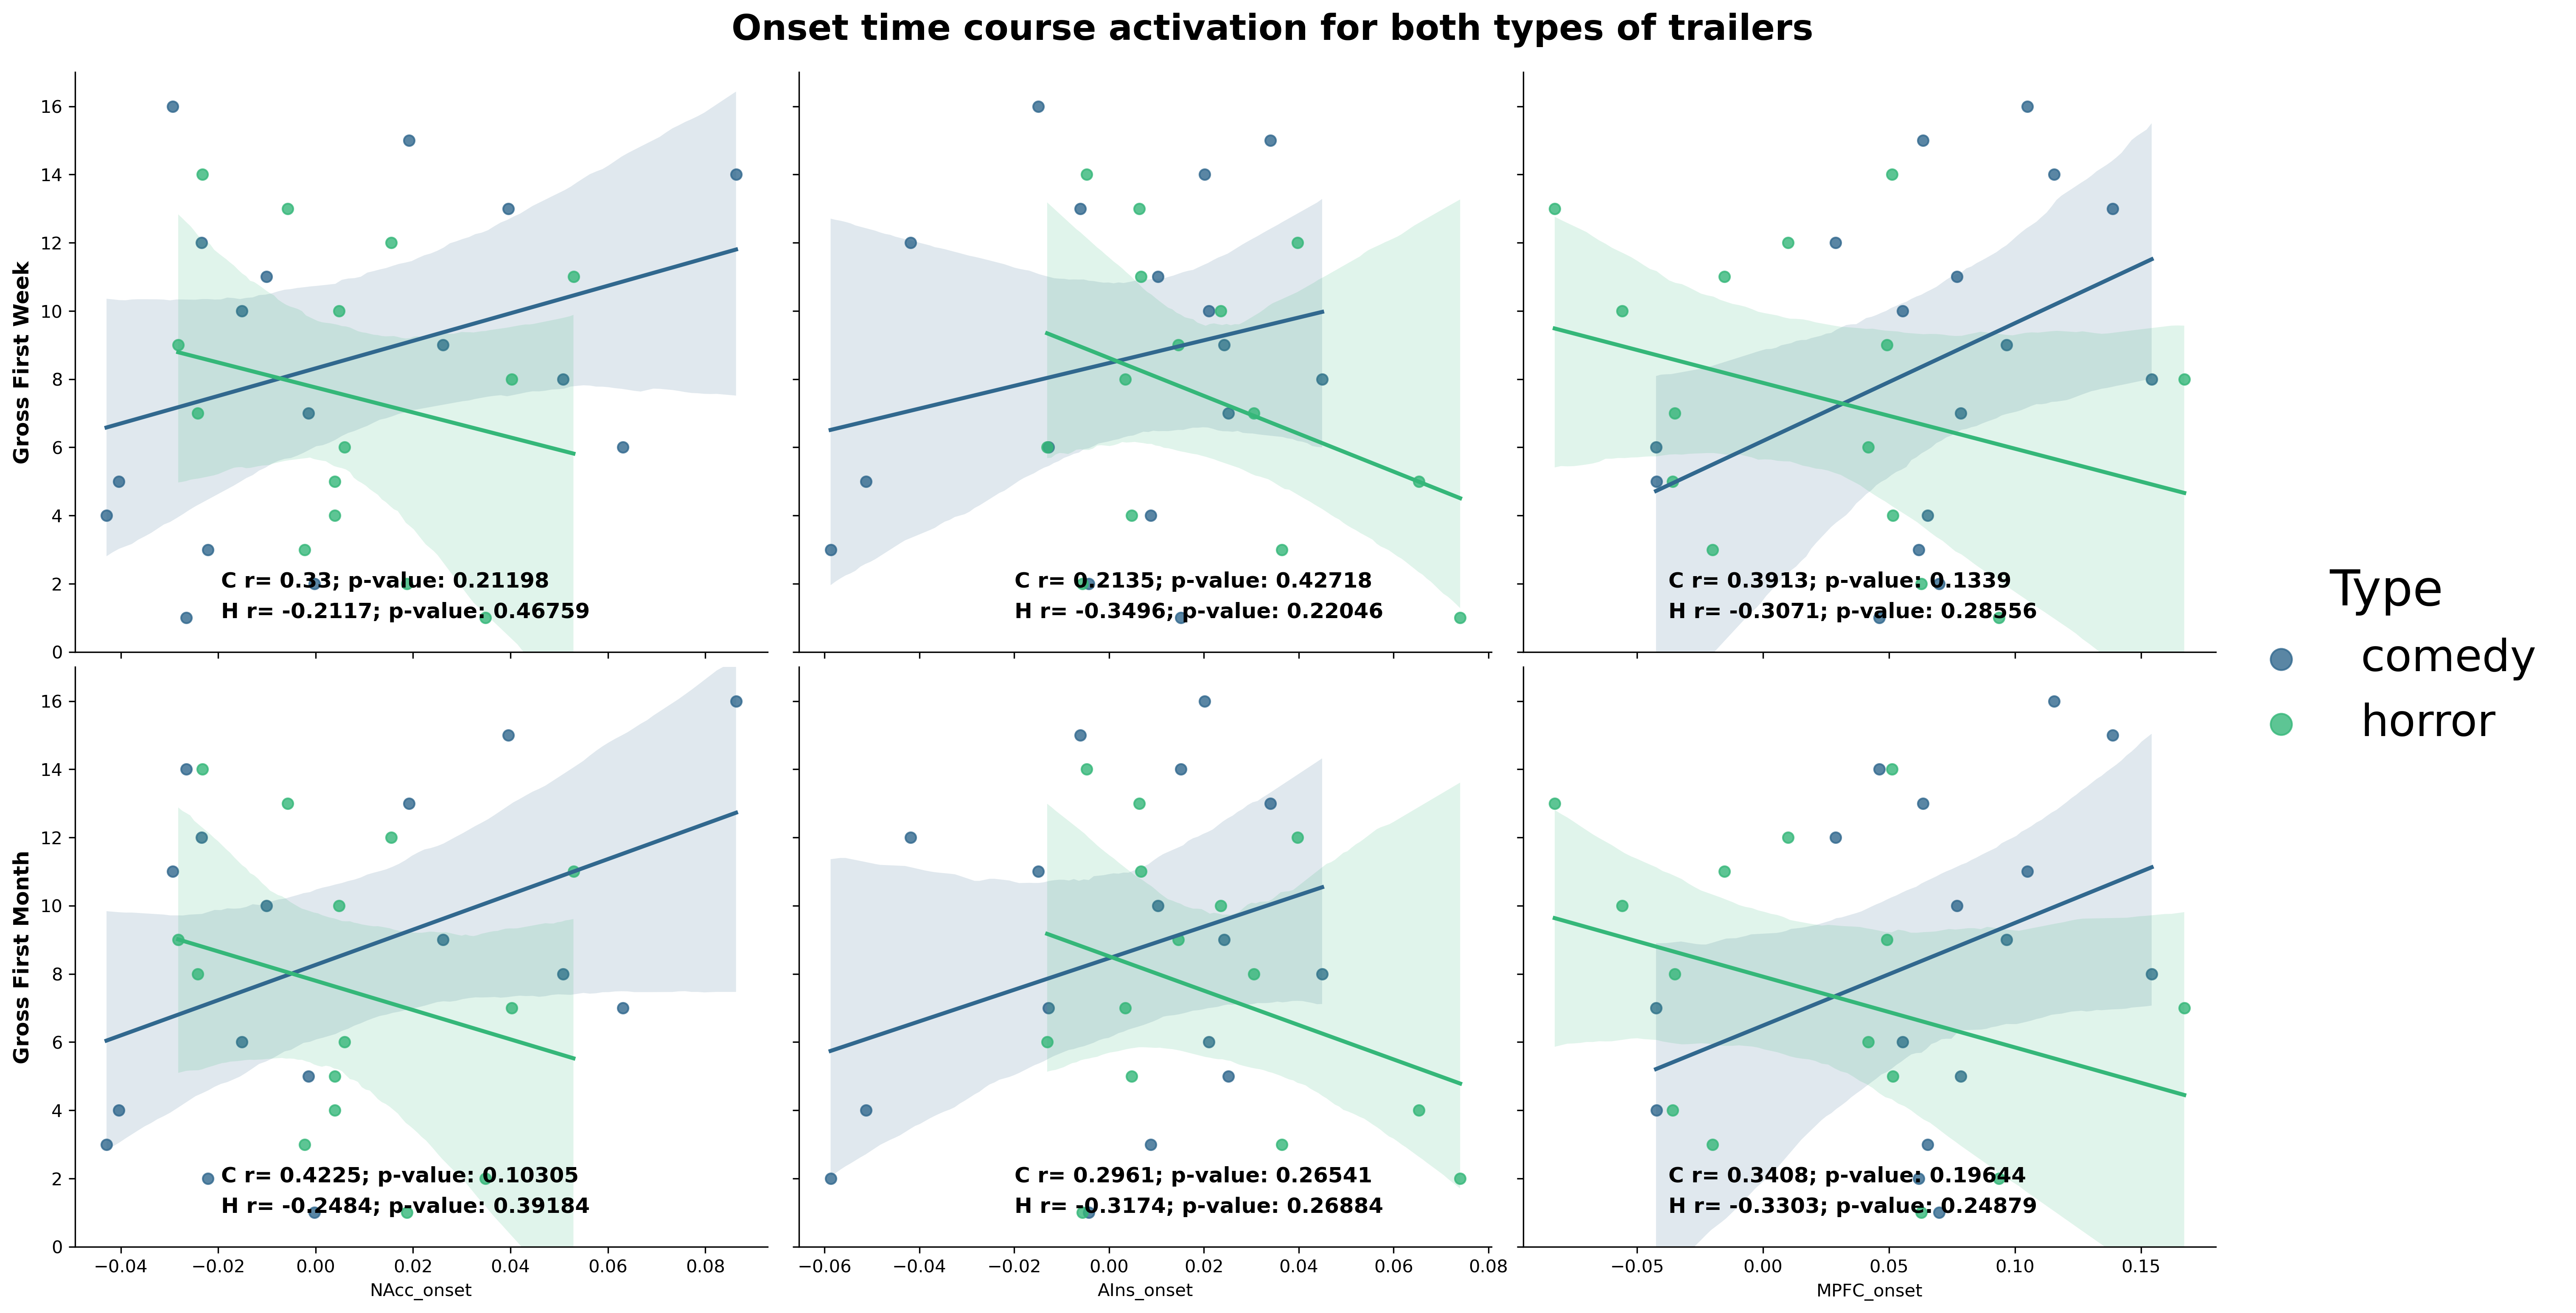 Onset time course activation for both types of trailers
Gross First Week
16
14
12
10
8
6
4
2
0
C r= 0.33; p-value: 0.21198
H r= -0.2117; p-value: 0.46759
C r= 0.2135; p-value: 0.42718
H r= -0.3496; p-value: 0.22046
C r= 0.3913; p-value: 0.1339
H r= -0.3071; p-value: 0.28556
Type
comedy
horror
Gross First Month
16
14
12
10
8
6
4
2
0
C r= 0.4225; p-value: 0.10305
H r= -0.2484; p-value: 0.39184
C r= 0.2961; p-value: 0.26541
H r= -0.3174; p-value: 0.26884
C r= 0.3408; p-value: 0.19644
H r= -0.3303; p-value: 0.24879
−0.04 −0.02 0.00 0.02 0.04 0.06 0.08
NAcc_onset
−0.06 −0.04 −0.02 0.00 0.02 0.04 0.06 0.08
AIns_onset
−0.05 0.00 0.05 0.10 0.15
MPFC_onset